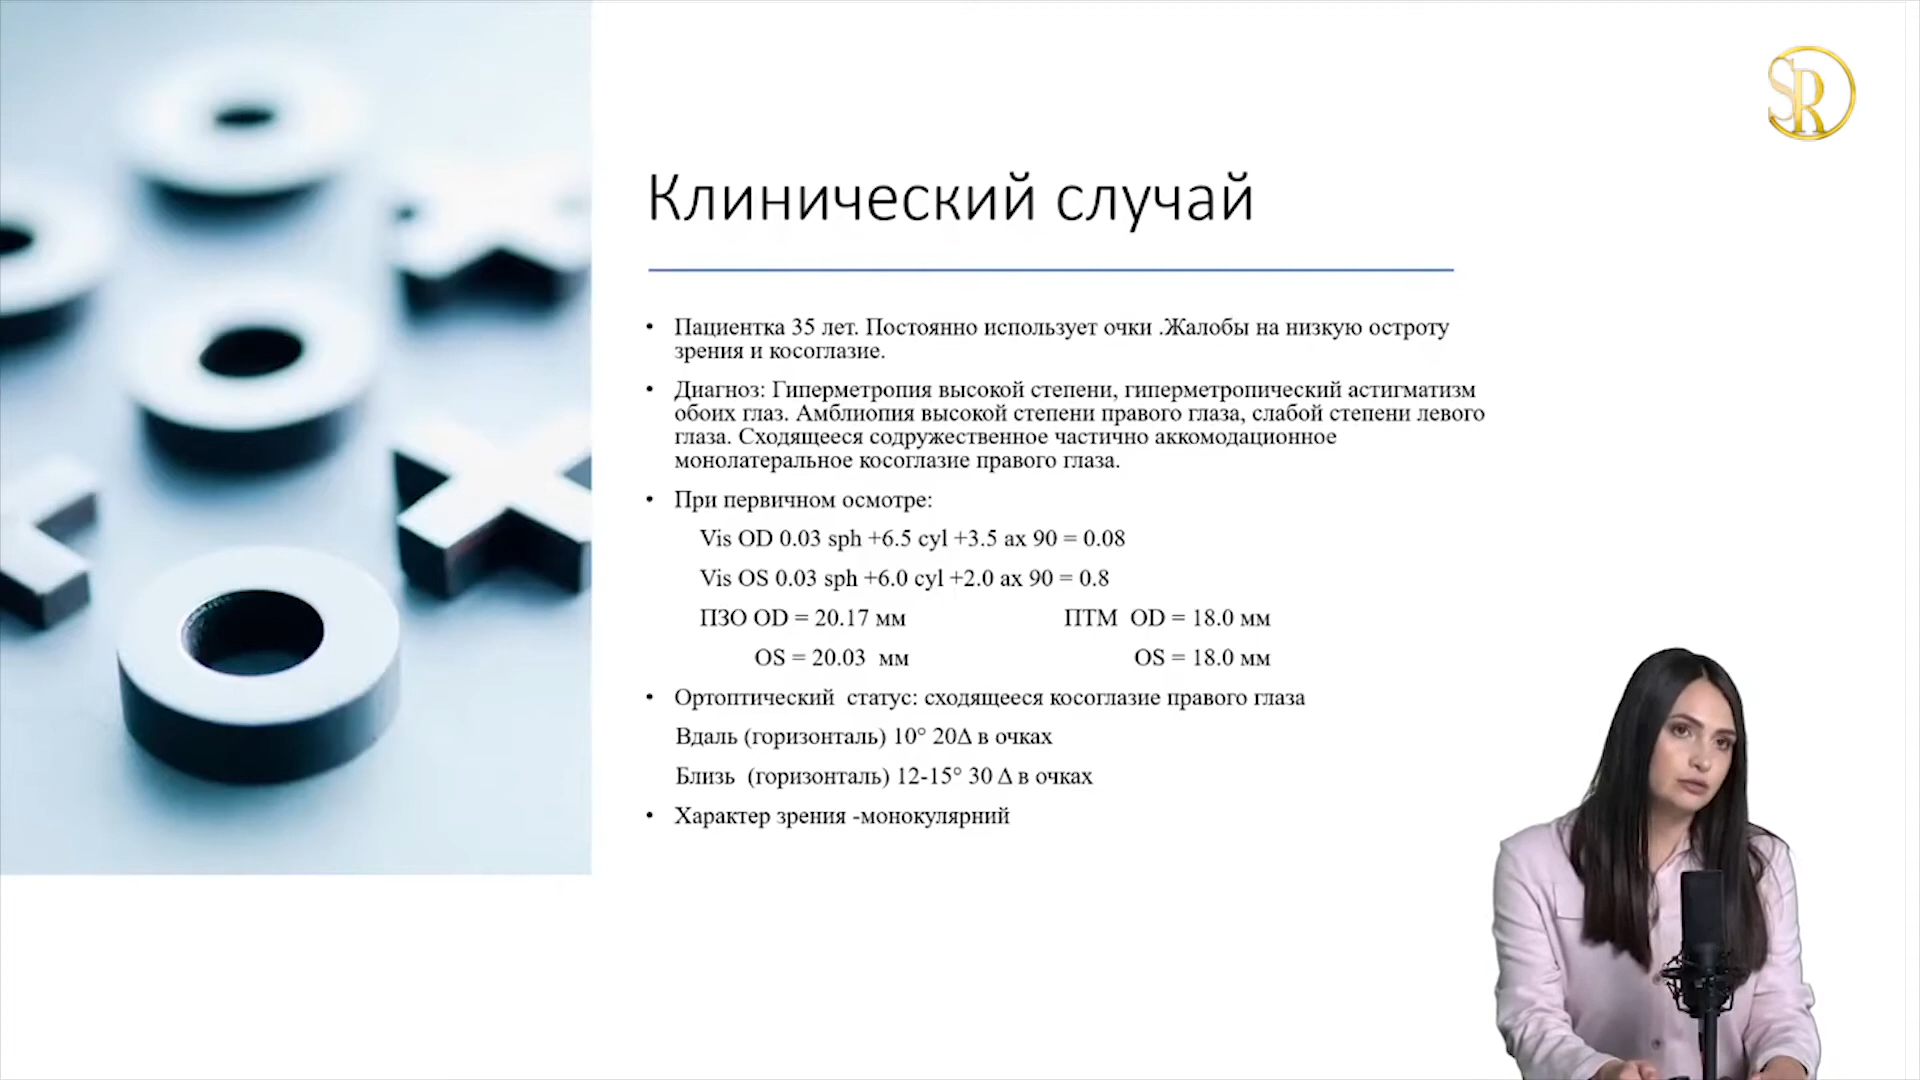 SR
Клинический случай
• Пациентка 35 лет. Постоянно использует очки .Жалобы на низкую остроту
зрения и косоглазие.
• Диагноз: Гиперметропия высокой степени, гиперметропический астигматизм
обоих глаз. Амблиопия высокой степени правого глаза, слабой степени левого
глаза. Сходящееся содружественное частично аккомодационное
монолатеральное косоглазие правого глаза.
• При первичном осмотре:
Vis OD 0.03 sph +6.5 cyl +3.5 ax 90 = 0.08
Vis OS 0.03 sph +6.0 cyl +2.0 ax 90 = 0.8
ПЗО OD = 20.17 мм ПТМ OD = 18.0 мм
OS = 20.03 мм OS = 18.0 мм
• Ортоптический статус: сходящееся косоглазие правого глаза
Вдаль (горизонталь) 10° 20Δ в очках
Близь (горизонталь) 12-15° 30 Δ в очках
• Характер зрения -монокулярний